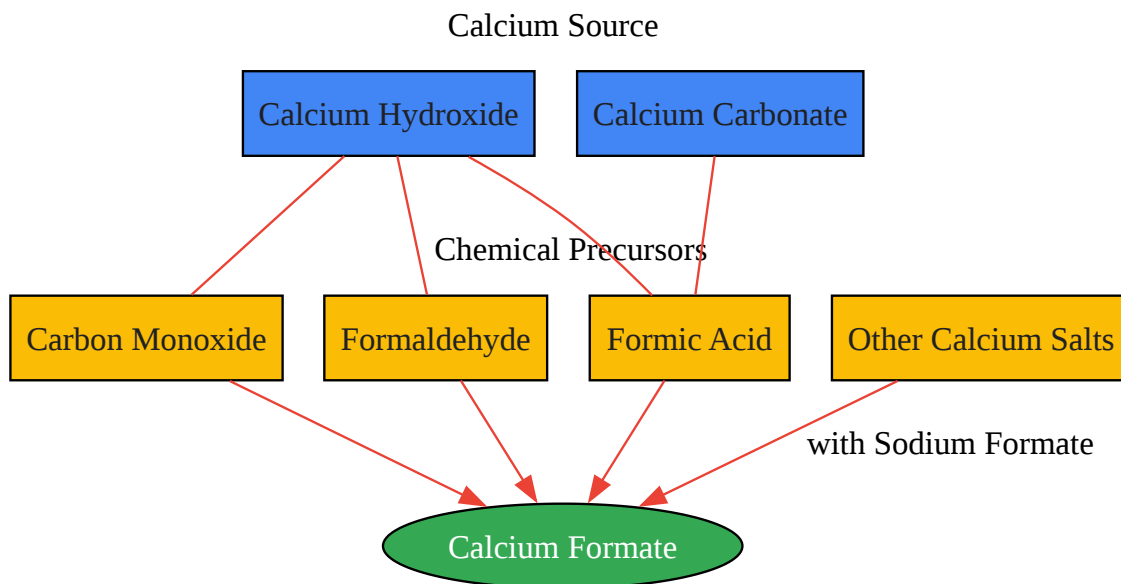 Calcium Source
Calcium Hydroxide
Calcium Carbonate
Chemical Precursors
Carbon Monoxide
Formaldehyde
Formic Acid
Other Calcium Salts
with Sodium Formate
Calcium Formate